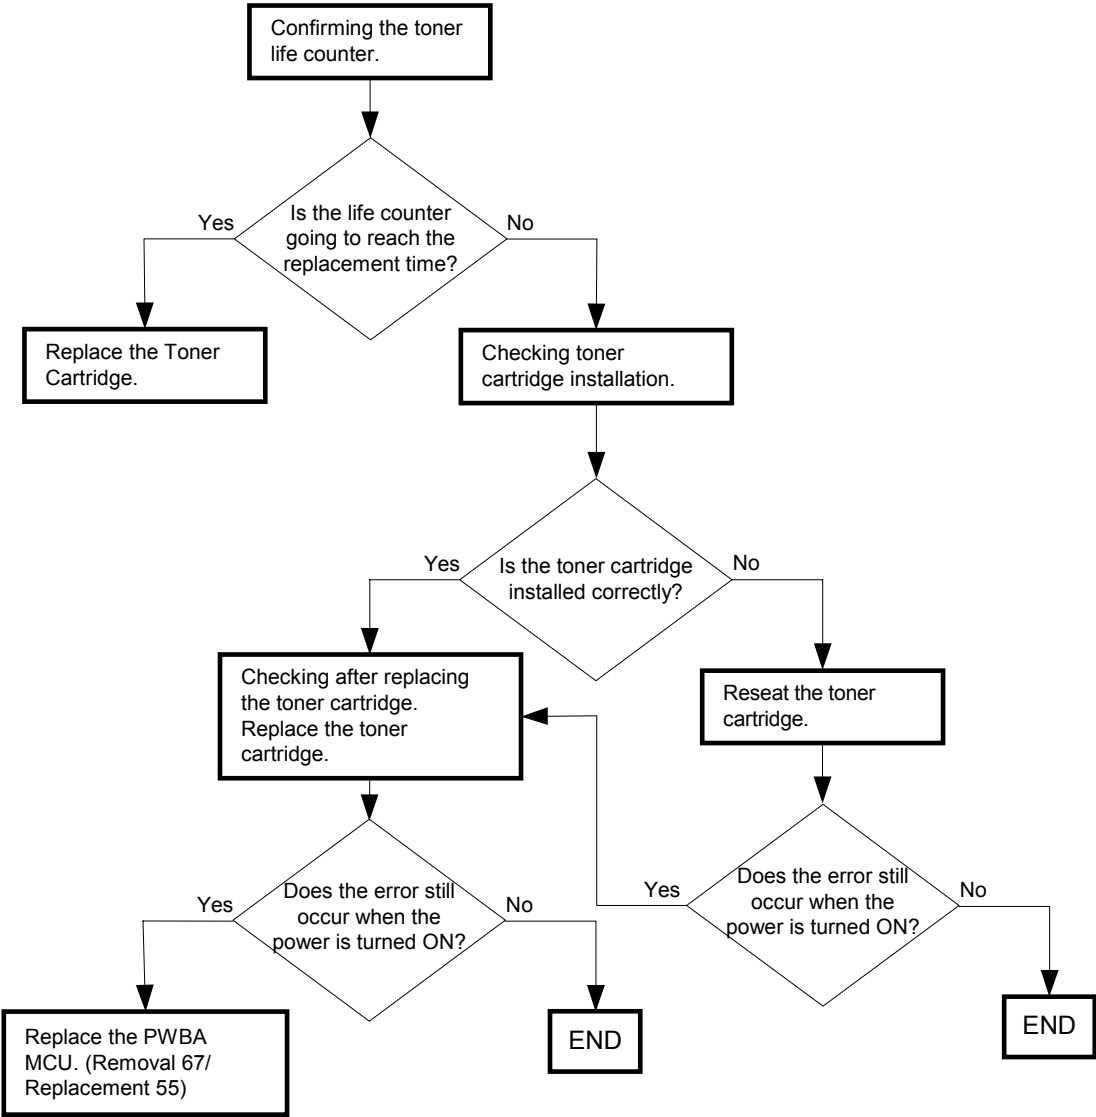 Confirming the toner
life counter.
Is the life counter
going to reach the
replacement time?
Yes
No
Replace the Toner
Cartridge.
Checking toner
cartridge installation.
Is the toner cartridge
installed correctly?
Yes
No
Checking after replacing
the toner cartridge.
Replace the toner
cartridge.
Reseat the toner
cartridge.
Does the error still
occur when the
power is turned ON?
Yes
No
Does the error still
occur when the
power is turned ON?
Yes
No
Replace the PWBA
MCU. (Removal 67/
Replacement 55)
END
END